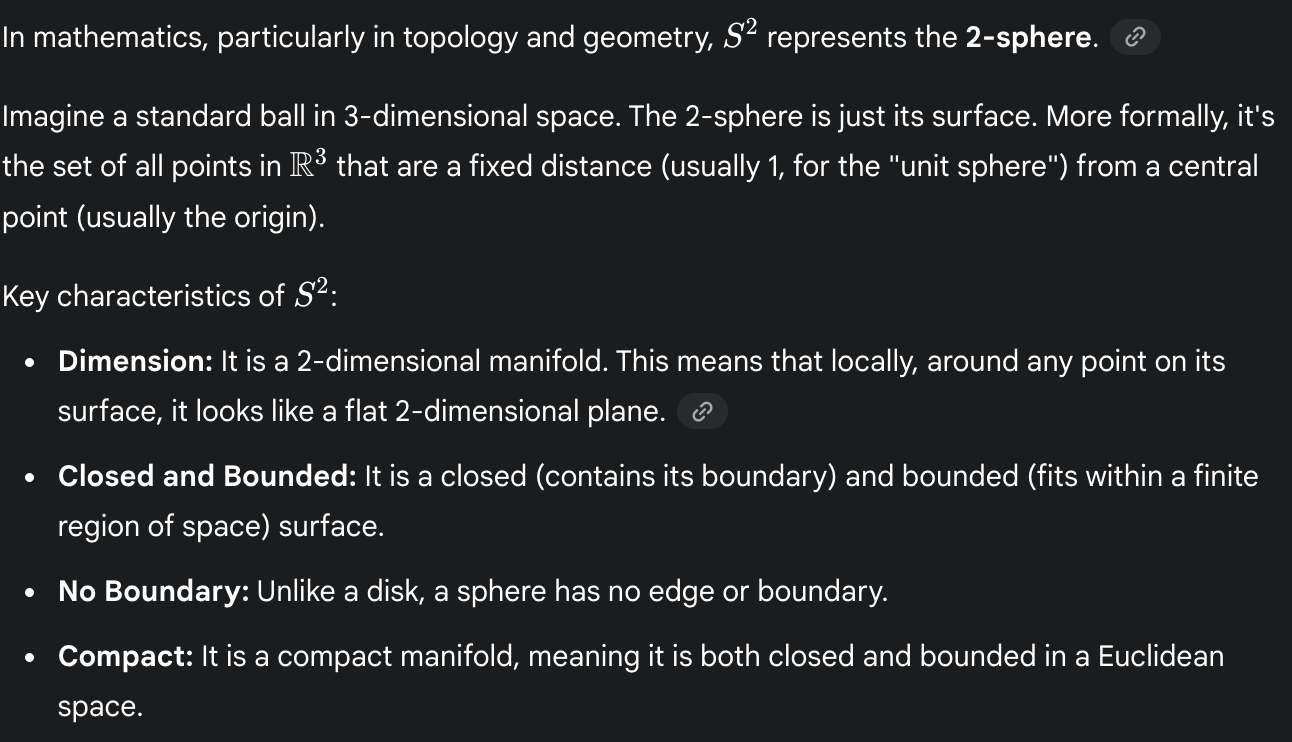 In mathematics, particularly in topology and geometry, S² represents the 2-sphere.
Imagine a standard ball in 3-dimensional space. The 2-sphere is just its surface. More formally, it's
the set of all points in ℝ³ that are a fixed distance (usually 1, for the "unit sphere") from a central
point (usually the origin).
Key characteristics of S²:
• Dimension: It is a 2-dimensional manifold. This means that locally, around any point on its
surface, it looks like a flat 2-dimensional plane.
• Closed and Bounded: It is a closed (contains its boundary) and bounded (fits within a finite
region of space) surface.
• No Boundary: Unlike a disk, a sphere has no edge or boundary.
• Compact: It is a compact manifold, meaning it is both closed and bounded in a Euclidean
space.